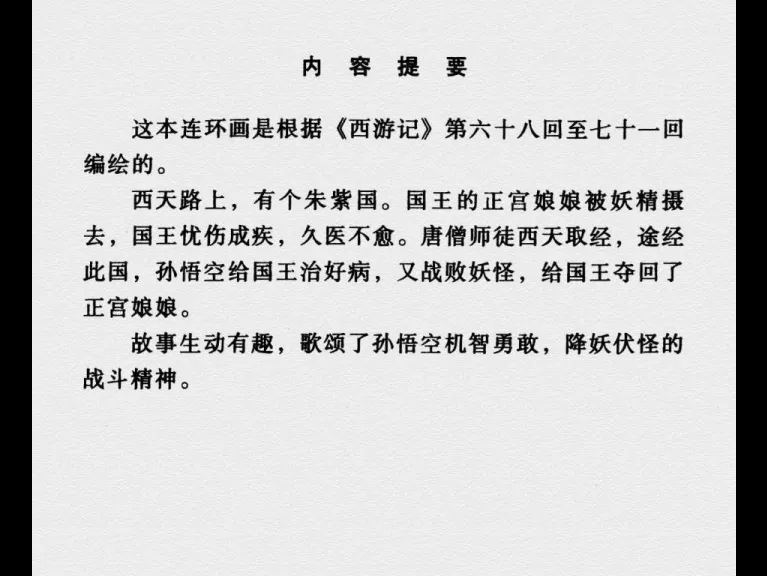 内 容 提 要
这本连环画是根据《西游记》第六十八回至七十一回
编绘的。
西天路上，有个朱紫国。国王的正宫娘娘被妖精摄
去，国王忧伤成疾，久医不愈。唐僧师徒西天取经，途经
此国，孙悟空给国王治好病，又战败妖怪，给国王夺回了
正宫娘娘。
故事生动有趣，歌颂了孙悟空机智勇敢，降妖伏怪的
战斗精神。